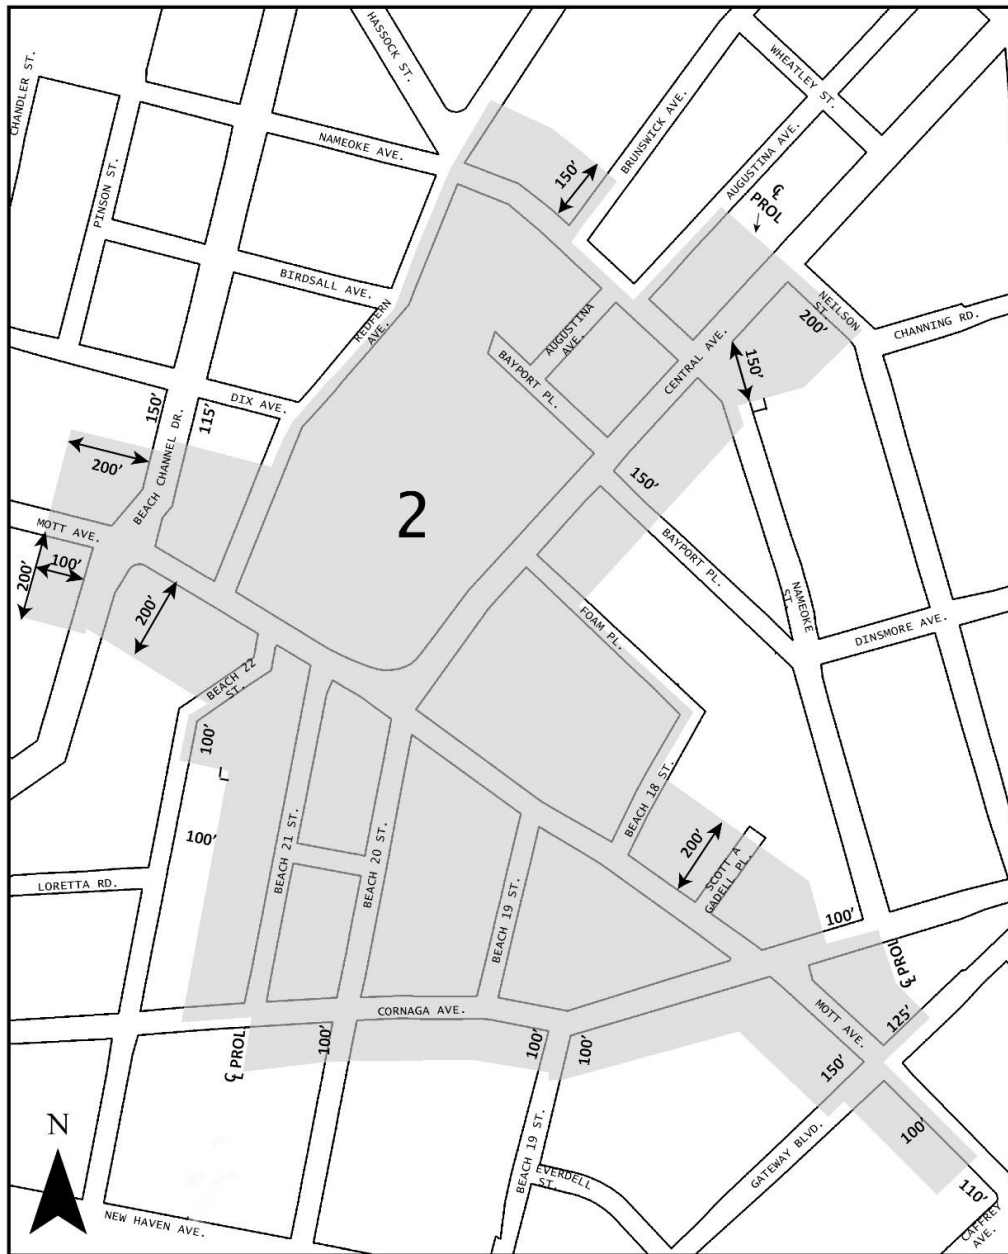 HASSOCK ST.
CHANDLER ST.
WHEATLEY ST.
BRUNSWICK AVE.
NAMEOKE AVE.
PINSON ST.
AUGUSTINA AVE.
150'
℄
PROL
BIRDSALL AVE.
REDFERN
AVE.
NEILSON
ST.
200'
CHANNING RD.
AUGUSTINA
AVE.
BAYPORT PL.
CENTRAL AVE.
150'
DIX AVE.
150'
115'
BEACH CHANNEL DR.
200'
150'
2
MOTT AVE.
100'
200'
200'
BAYPORT PL.
NAMEOKE
ST.
DINSMORE AVE.
FOAM PL.
BEACH 22
ST.
100'
100'
BEACH 18 ST.
BEACH 21 ST.
BEACH 20 ST.
200'
SCOTT A
GADELL PL.
LORETTA RD.
BEACH 19 ST.
100'
℄ PROL
CORNAGA AVE.
MOTT AVE.
125'
℄ PROL
100'
100'
100'
150'
100'
N
BEACH 19 ST.
EVERDELL
ST.
GATEWAY BLVD.
110'
CAFFREY
AVE.
NEW HAVEN AVE.